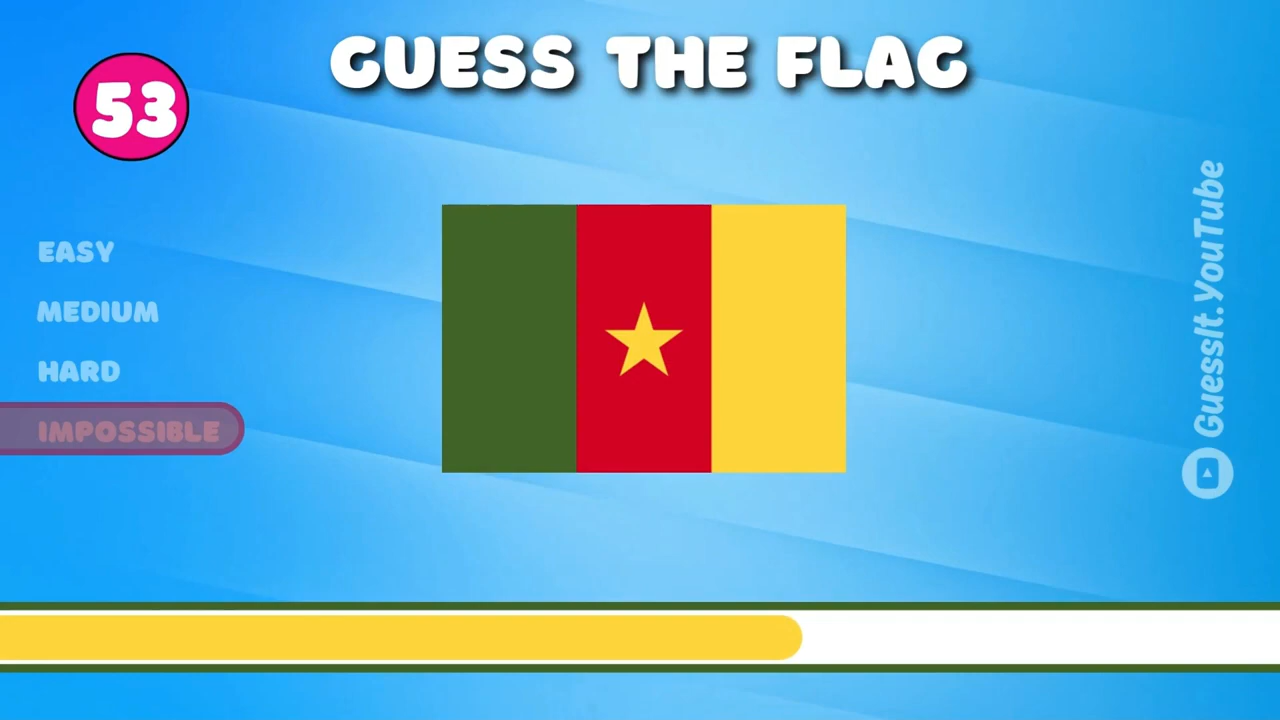 GUESS THE FLAG
53
EASY
MEDIUM
HARD
IMPOSSIBLE
GuessIt.YouTube